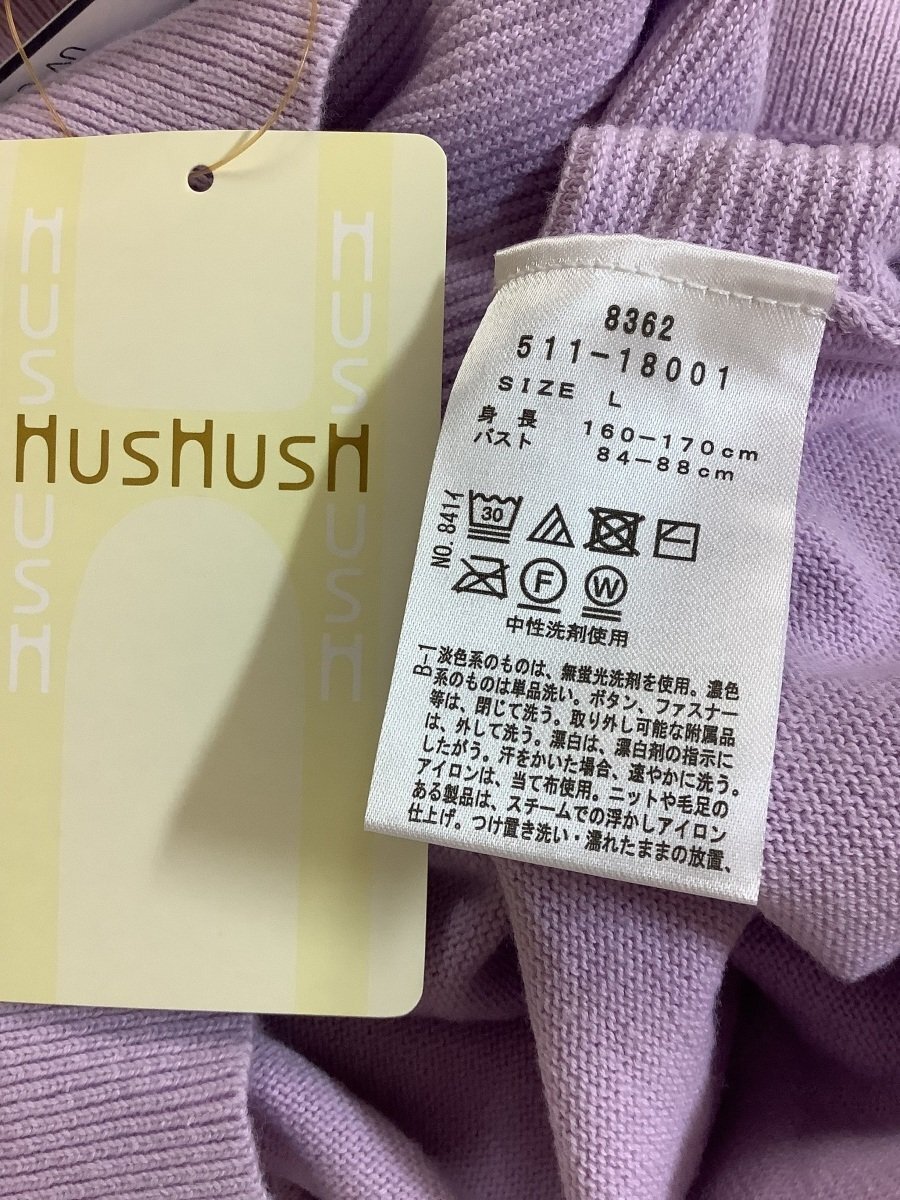 HUSHUSH
HUSHUSH
HUSHUSH
8362
511-18001
SIZE L
身長 160-170cm
バスト 84-88cm
NO. 841イ
30
F W
中性洗剤使用
B-1
淡色系のものは、無蛍光洗剤を使用。濃色
系のものは単品洗い。ボタン、ファスナー
等は、閉じて洗う。取り外し可能な附属品
は、外して洗う。漂白は、漂白剤の指示に
したがう。汗をかいた場合、速やかに洗う。
アイロンは、当て布使用。ニットや毛足の
ある製品は、スチームでの浮かしアイロン
仕上げ。つけ置き洗い・濡れたままの放置、